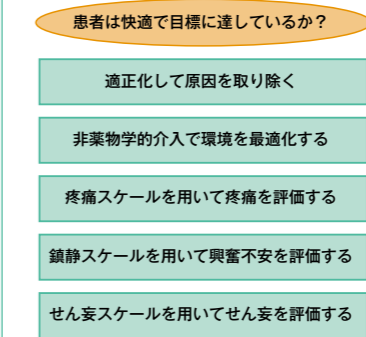 患者は快適で目標に達しているか？
適正化して原因を取り除く
非薬物学的介入で環境を最適化する
疼痛スケールを用いて疼痛を評価する
鎮静スケールを用いて興奮不安を評価する
せん妄スケールを用いてせん妄を評価する